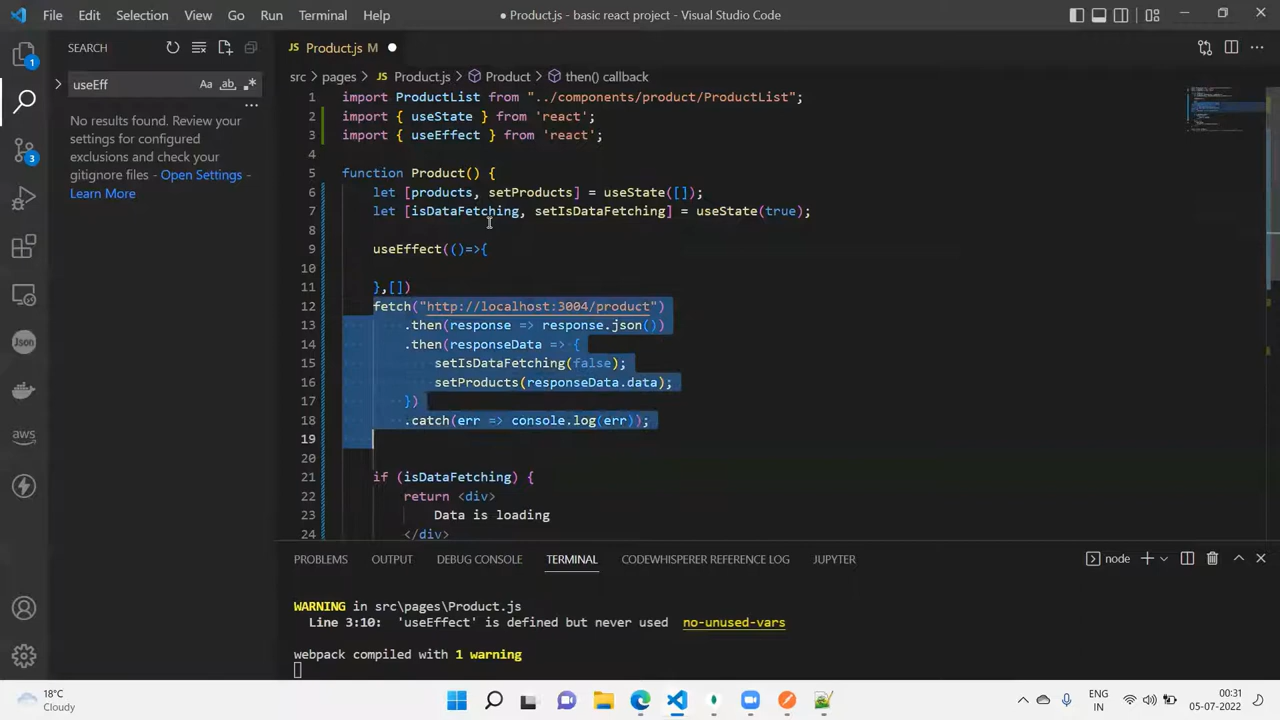 File Edit Selection View Go Run Terminal Help
● Product.js - basic react project - Visual Studio Code
SEARCH
useEff
Aa ab
No results found. Review your
settings for configured
exclusions and check your
gitignore files - Open Settings -
Learn More
1
3
Json
aws
JS Product.js M ●
src > pages > JS Product.js > Product > then() callback
1 import ProductList from "../components/product/ProductList";
2 import { useState } from 'react';
3 import { useEffect } from 'react';
4
5 function Product() {
6 let [products, setProducts] = useState([]);
7 let [isDataFetching, setIsDataFetching] = useState(true);
8
9 useEffect(()=>{
10
11 },[])
12 fetch("http://localhost:3004/product")
13 .then(response => response.json())
14 .then(responseData => {
15 setIsDataFetching(false);
16 setProducts(responseData.data);
17 })
18 .catch(err => console.log(err));
19
20
21 if (isDataFetching) {
22 return <div>
23 Data is loading
24 </div>
PROBLEMS OUTPUT DEBUG CONSOLE TERMINAL CODEWHISPERER REFERENCE LOG JUPYTER
node
WARNING in src\pages\Product.js
Line 3:10: 'useEffect' is defined but never used no-unused-vars
webpack compiled with 1 warning
18°C
Cloudy
ENG
IN
00:31
05-07-2022